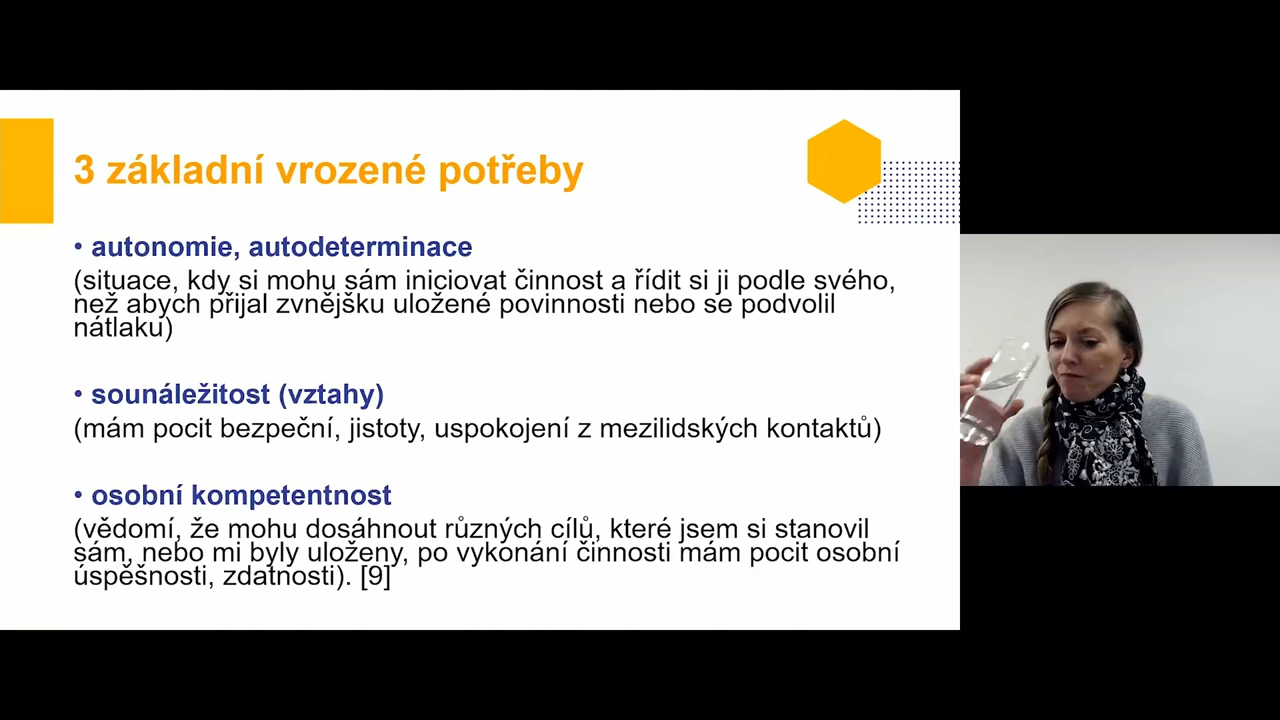 3 základní vrozené potřeby
• autonomie, autodeterminace
(situace, kdy si mohu sám iniciovat činnost a řídit si ji podle svého,
než abych přijal zvnějšku uložené povinnosti nebo se podvolil
nátlaku)
• sounáležitost (vztahy)
(mám pocit bezpeční, jistoty, uspokojení z mezilidských kontaktů)
• osobní kompetentnost
(vědomí, že mohu dosáhnout různých cílů, které jsem si stanovil
sám, nebo mi byly uloženy, po vykonání činnosti mám pocit osobní
úspěšnosti, zdatnosti). [9]